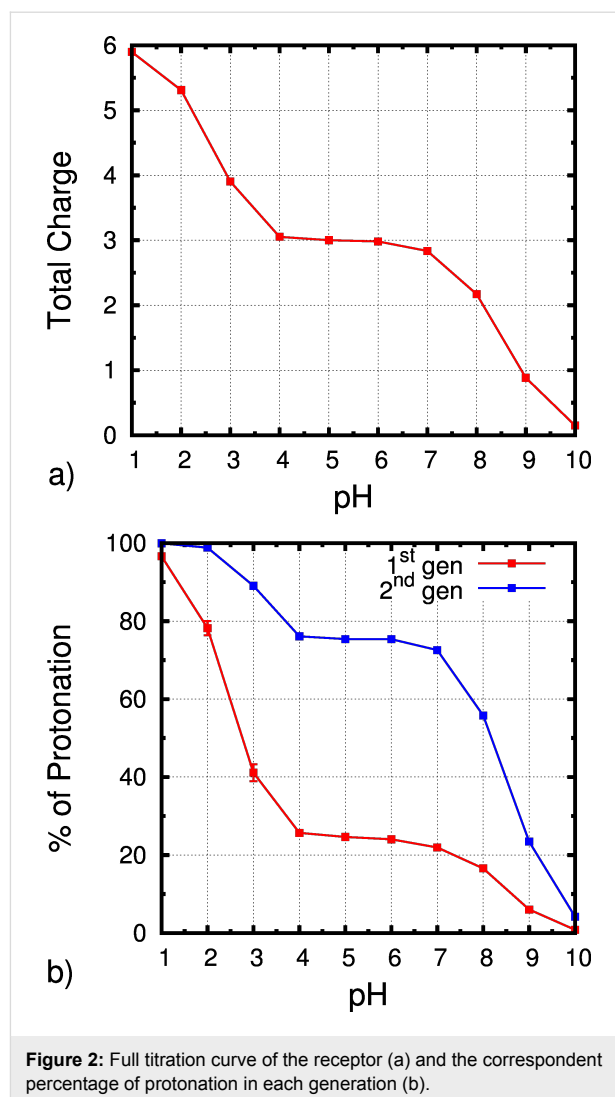 6
5
4
3
2
1
0
Total Charge
1 2 3 4 5 6 7 8 9 10
a)
pH
100
80
60
40
20
0
% of Protonation
1st gen
2nd gen
1 2 3 4 5 6 7 8 9 10
b)
pH
Figure 2: Full titration curve of the receptor (a) and the correspondent
percentage of protonation in each generation (b).